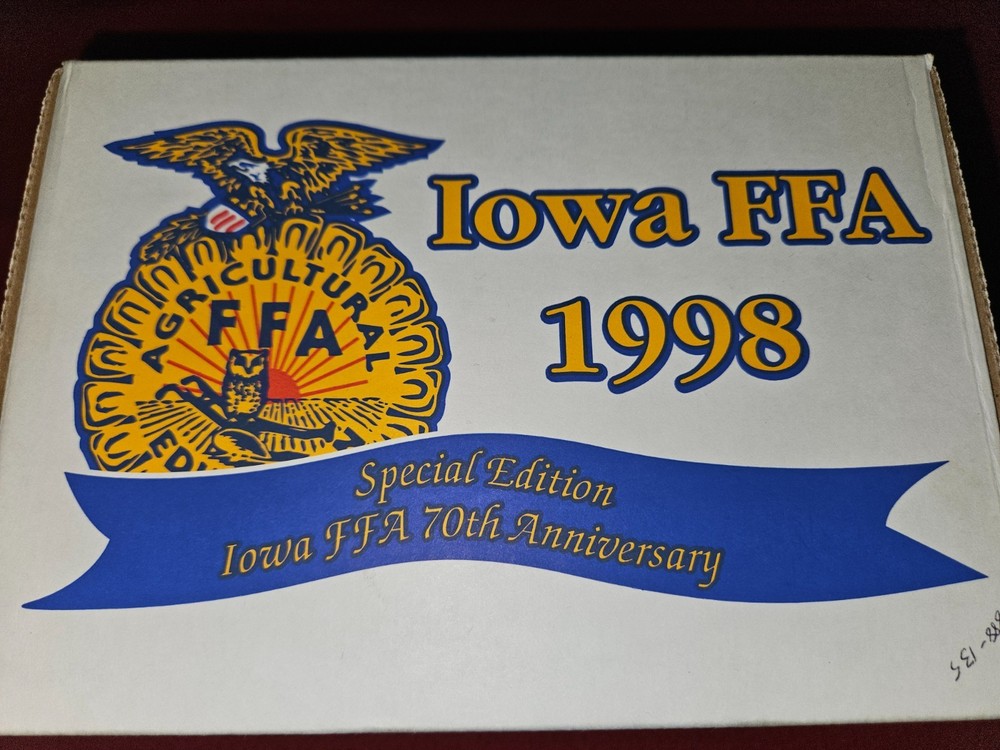 Iowa FFA
1998
AGRICULTURAL
FFA
ED
Special Edition
Iowa FFA 70th Anniversary